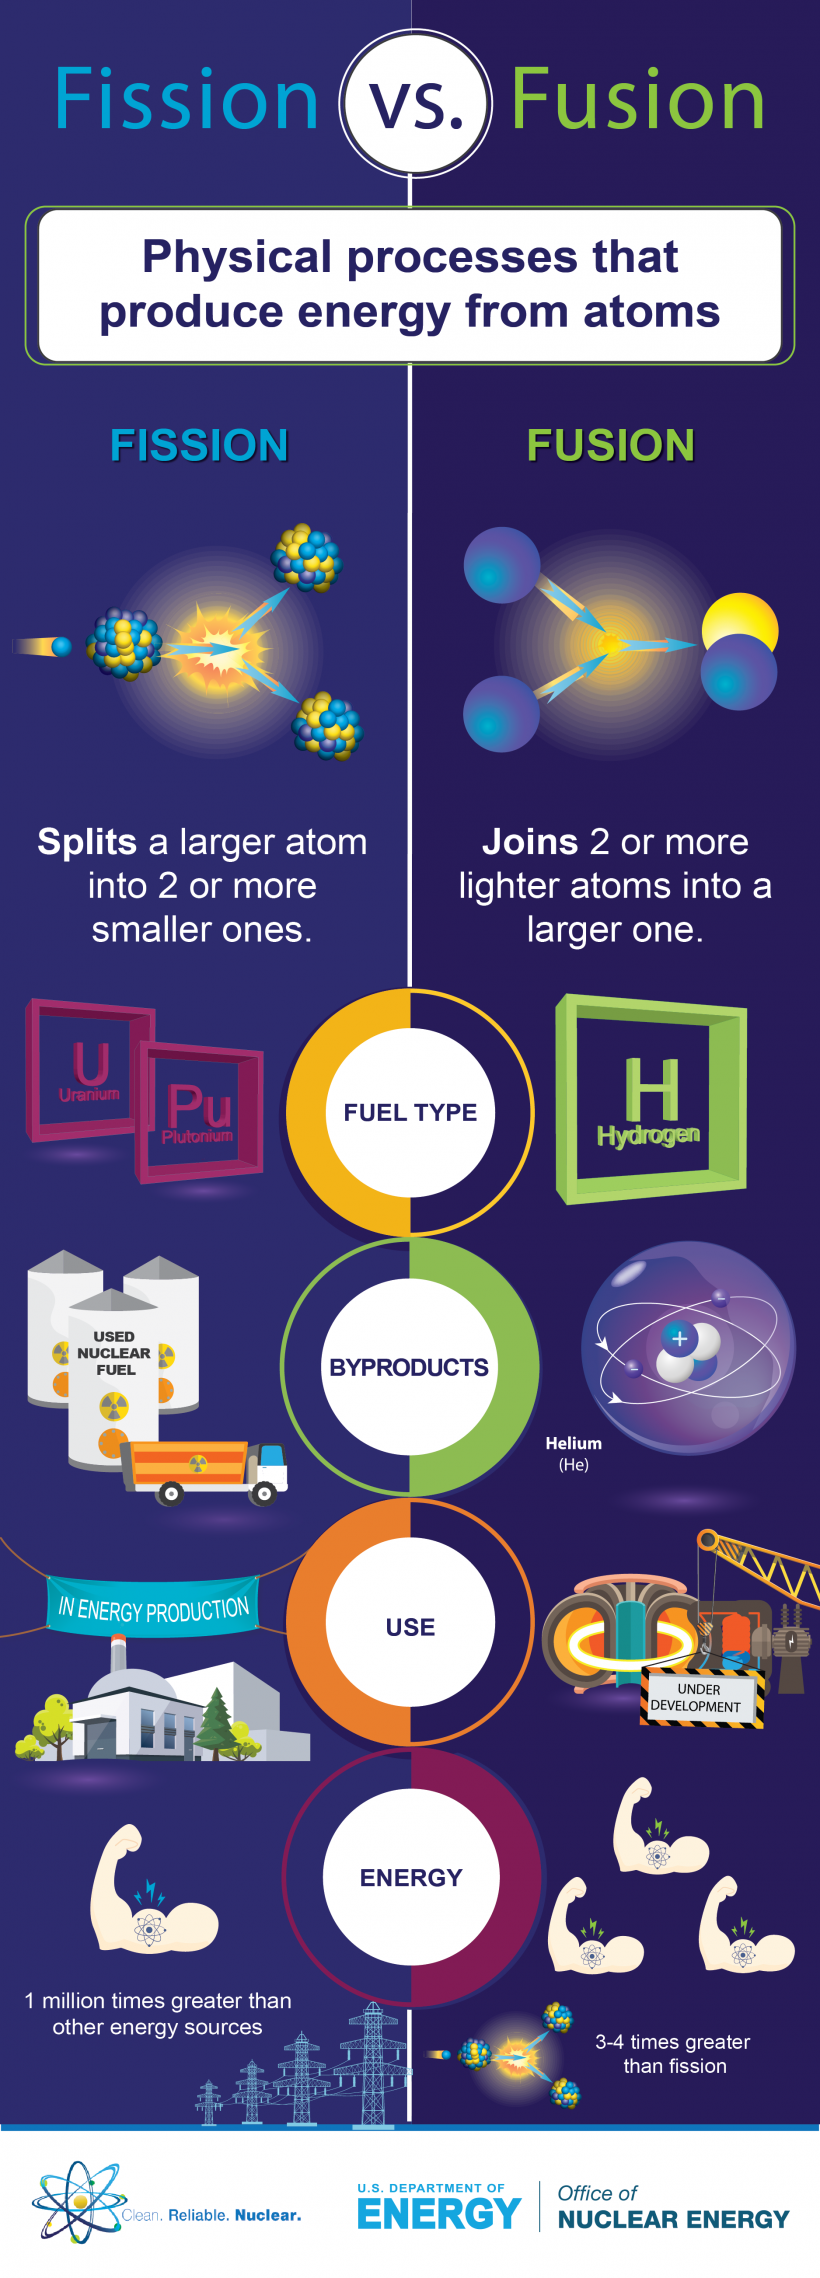 Fission vs. Fusion
Physical processes that
produce energy from atoms
FISSION
FUSION
Splits a larger atom
into 2 or more
smaller ones.
Joins 2 or more
lighter atoms into a
larger one.
U
Uranium
Pu
Plutonium
FUEL TYPE
H
Hydrogen
USED
NUCLEAR
FUEL
BYPRODUCTS
+
-
-
Helium
(He)
IN ENERGY PRODUCTION
USE
UNDER
DEVELOPMENT
ENERGY
1 million times greater than
other energy sources
3-4 times greater
than fission
Clean. Reliable. Nuclear.
U.S. DEPARTMENT OF
ENERGY
Office of
NUCLEAR ENERGY